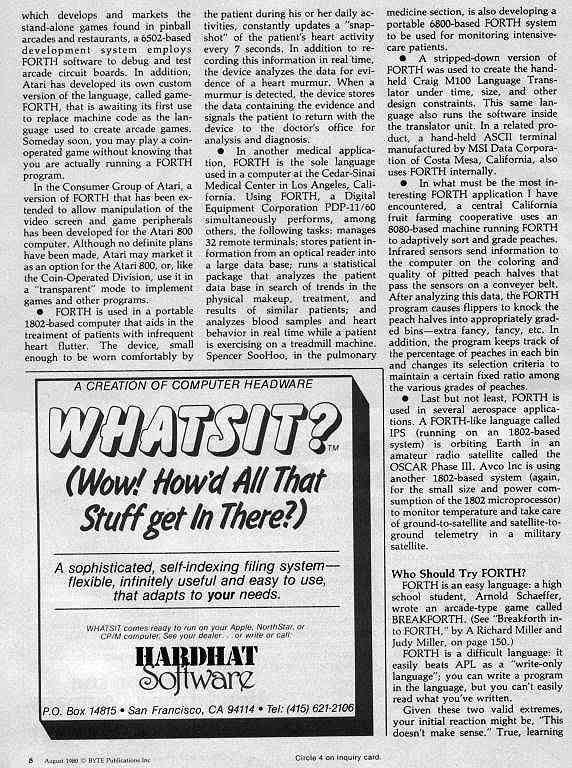 which develops and markets the
stand-alone games found in pinball
arcades and restaurants, a 6502-based
development system employs
FORTH software to debug and test
arcade circuit boards. In addition,
Atari has developed its own custom
version of the language, called game-
FORTH, that is awaiting its first use
to replace machine code as the lan-
guage used to create arcade games.
Someday soon, you may play a coin-
operated game without knowing that
you are actually running a FORTH
program.
In the Consumer Group of Atari, a
version of FORTH that has been ex-
tended to allow manipulation of the
video screen and game peripherals
has been developed for the Atari 800
computer. Although no definite plans
have been made, Atari may market it
as an option for the Atari 800, or, like
the Coin-Operated Division, use it in
a "transparent" mode to implement
games and other programs.
● FORTH is used in a portable
1802-based computer that aids in the
treatment of patients with infrequent
heart flutter. The device, small
enough to be worn comfortably by
the patient during his or her daily ac-
tivities, constantly updates a "snap-
shot" of the patient's heart activity
every 7 seconds. In addition to re-
cording this information in real time,
the device analyzes the data for evi-
dence of a heart murmur. When a
murmur is detected, the device stores
the data containing the evidence and
signals the patient to return with the
device to the doctor's office for
analysis and diagnosis.
● In another medical applica-
tion, FORTH is the sole language
used in a computer at the Cedar-Sinai
Medical Center in Los Angeles, Cali-
fornia. Using FORTH, a Digital
Equipment Corporation PDP-11/60
simultaneously performs, among
others, the following tasks: manages
32 remote terminals; stores patient in-
formation from an optical reader into
a large data base; runs a statistical
package that analyzes the patient
data base in search of trends in the
physical makeup, treatment, and
results of similar patients; and
analyzes blood samples and heart
behavior in real time while a patient
is exercising on a treadmill machine.
Spencer SooHoo, in the pulmonary
medicine section, is also developing a
portable 6800-based FORTH system
to be used for monitoring intensive-
care patients.
● A stripped-down version of
FORTH was used to create the hand-
held Craig M100 Language Trans-
lator under time, size, and other
design constraints. This same lan-
guage also runs the software inside
the translator unit. In a related pro-
duct, a hand-held ASCII terminal
manufactured by MSI Data Corpora-
tion of Costa Mesa, California, also
uses FORTH internally.
● In what must be the most in-
teresting FORTH application I have
encountered, a central California
fruit farming cooperative uses an
8080-based machine running FORTH
to adaptively sort and grade peaches.
Infrared sensors send information to
the computer on the coloring and
quality of pitted peach halves that
pass the sensors on a conveyer belt.
After analyzing this data, the FORTH
program causes flippers to knock the
peach halves into appropriately grad-
ed bins—extra fancy, fancy, etc. In
addition, the program keeps track of
the percentage of peaches in each bin
and changes its selection criteria to
maintain a certain fixed ratio among
the various grades of peaches.
● Last but not least, FORTH is
used in several aerospace applica-
tions. A FORTH-like language called
IPS (running on an 1802-based
system) is orbiting Earth in an
amateur radio satellite called the
OSCAR Phase III. Avco Inc is using
another 1802-based system (again,
for the small size and power con-
sumption of the 1802 microprocessor)
to monitor temperature and take care
of ground-to-satellite and satellite-to-
ground telemetry in a military
satellite.
Who Should Try FORTH?
FORTH is an easy language: a high
school student, Arnold Schaeffer,
wrote an arcade-type game called
BREAKFORTH. (See "Breakforth in-
to FORTH," by A Richard Miller and
Judy Miller, on page 150.)
FORTH is a difficult language: it
easily beats APL as a "write-only
language"; you can write a program
in the language, but you can't easily
read what you've written.
Given these two valid extremes,
your initial reaction might be, "This
doesn't make sense." True, learning
A CREATION OF COMPUTER HEADWARE
WHATSIT?™
(Wow! How'd All That
Stuff get In There?)
A sophisticated, self-indexing filing system—
flexible, infinitely useful and easy to use,
that adapts to your needs.
WHATSIT comes ready to run on your Apple, NorthStar, or
CP/M computer. See your dealer. . . or write or call:
HARDHAT
Software
P.O. Box 14815 • San Francisco, CA 94114 • Tel: (415) 621-2106
8 August 1980 © BYTE Publications Inc
Circle 4 on inquiry card.